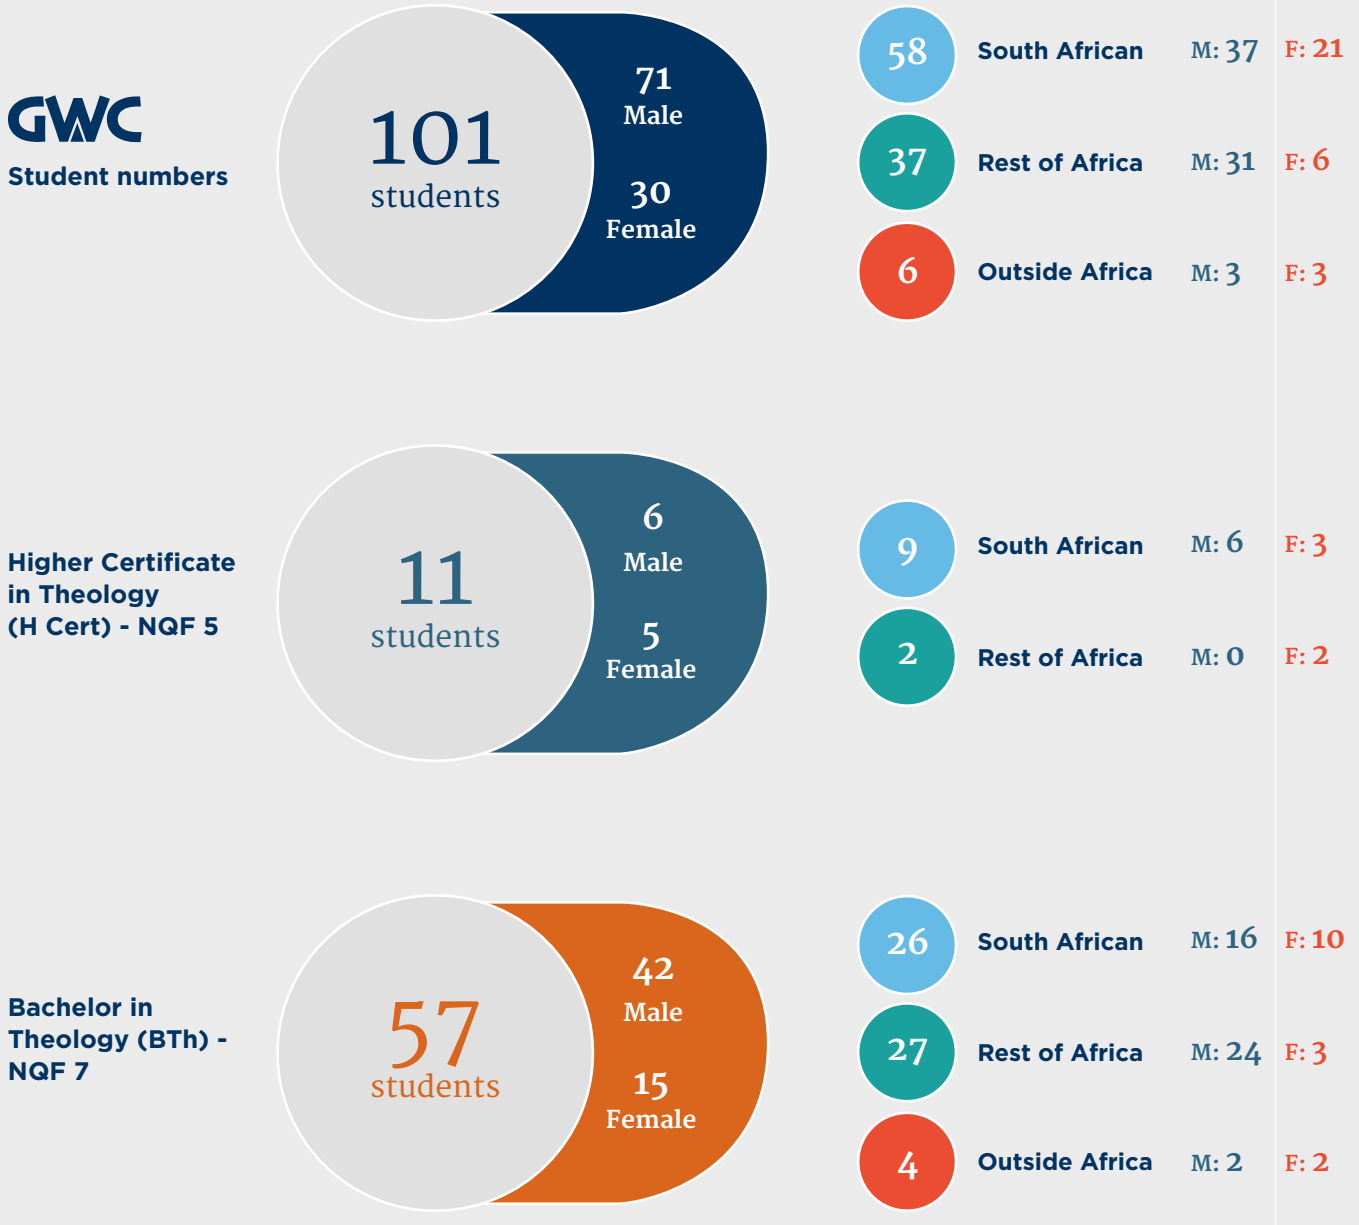 GWC
Student numbers
101
students
71
Male
30
Female
58 South African M: 37 F: 21
37 Rest of Africa M: 31 F: 6
6 Outside Africa M: 3 F: 3
Higher Certificate
in Theology
(H Cert) - NQF 5
11
students
6
Male
5
Female
9 South African M: 6 F: 3
2 Rest of Africa M: 0 F: 2
Bachelor in
Theology (BTh) -
NQF 7
57
students
42
Male
15
Female
26 South African M: 16 F: 10
27 Rest of Africa M: 24 F: 3
4 Outside Africa M: 2 F: 2